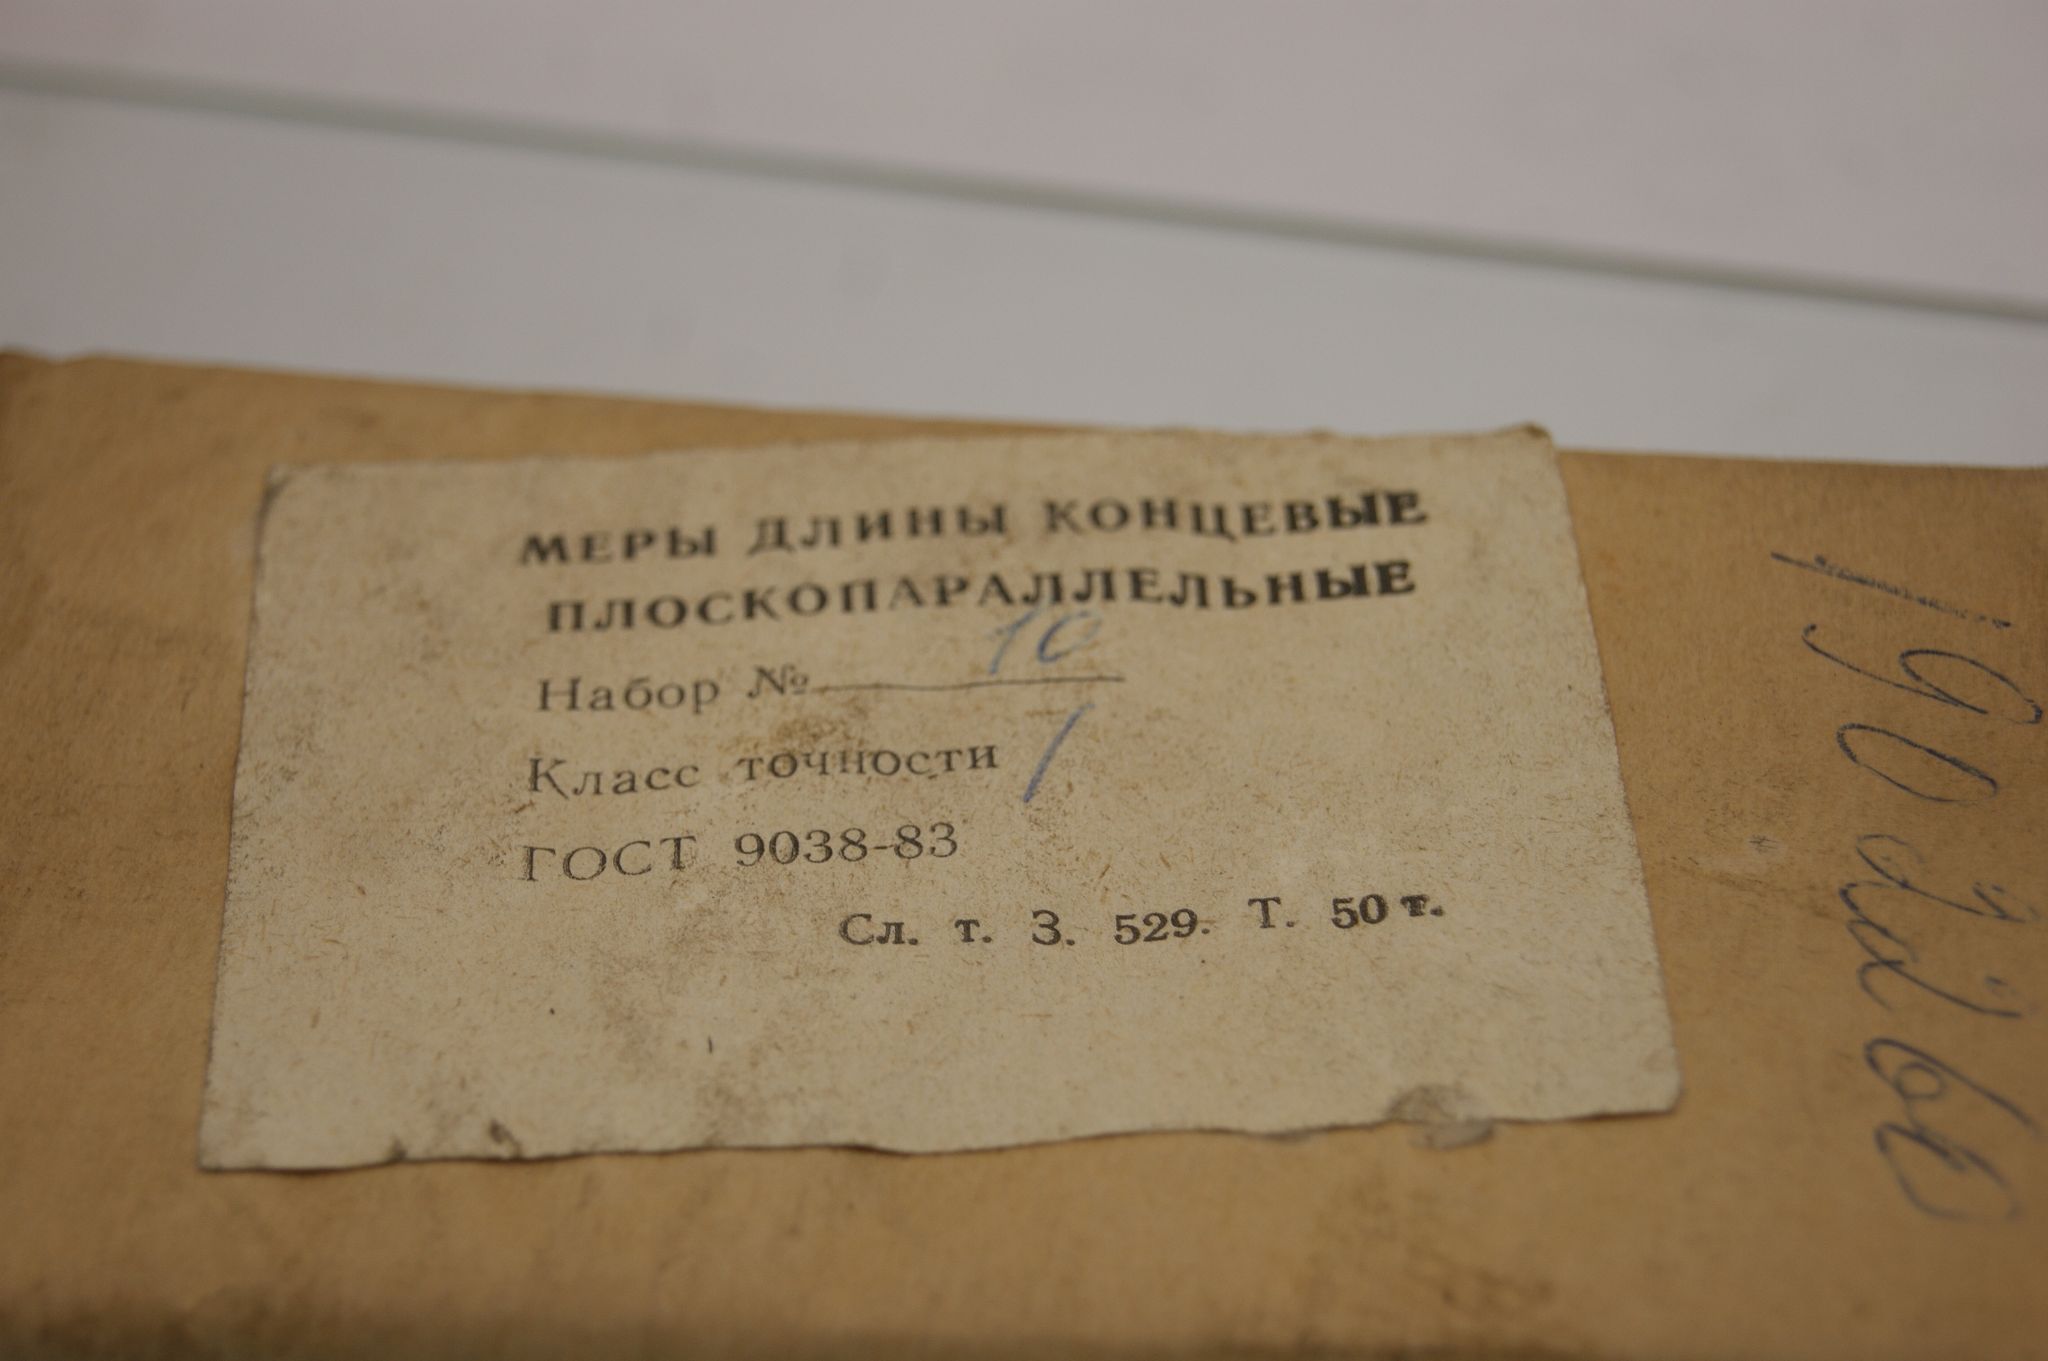 МЕРЫ ДЛИНЫ КОНЦЕВЫЕ
ПЛОСКОПАРАЛЛЕЛЬНЫЕ
Набор № 10
Класс точности 1
ГОСТ 9038-83
Сл. т. З. 529. Т. 50 т.